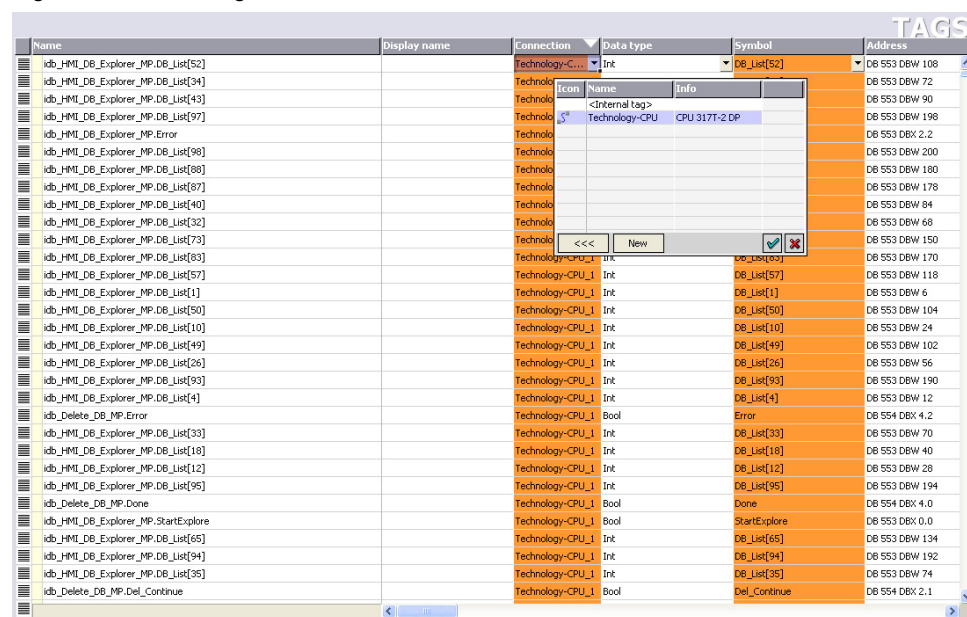 TAGS
Name Display name Connection Data type Symbol Address
idb_HMI_DB_Explorer_MP.DB_List[52] Technology-C... Int DB_List[52] DB 553 DBW 108
idb_HMI_DB_Explorer_MP.DB_List[34] Technolo DB 553 DBW 72
Icon Name Info
idb_HMI_DB_Explorer_MP.DB_List[43] Technolo DB 553 DBW 90
<Internal tag>
idb_HMI_DB_Explorer_MP.DB_List[97] Technolo Technology-CPU CPU 317T-2 DP DB 553 DBW 198
idb_HMI_DB_Explorer_MP.Error Technolo DB 553 DBX 2.2
idb_HMI_DB_Explorer_MP.DB_List[98] Technolo DB 553 DBW 200
idb_HMI_DB_Explorer_MP.DB_List[88] Technolo DB 553 DBW 180
idb_HMI_DB_Explorer_MP.DB_List[87] Technolo DB 553 DBW 178
idb_HMI_DB_Explorer_MP.DB_List[40] Technolo DB 553 DBW 84
idb_HMI_DB_Explorer_MP.DB_List[32] Technolo DB 553 DBW 68
idb_HMI_DB_Explorer_MP.DB_List[73] Technolo DB 553 DBW 150
<<< New
idb_HMI_DB_Explorer_MP.DB_List[83] Technology-CPU_1 Int DB_List[83] DB 553 DBW 170
idb_HMI_DB_Explorer_MP.DB_List[57] Technology-CPU_1 Int DB_List[57] DB 553 DBW 118
idb_HMI_DB_Explorer_MP.DB_List[1] Technology-CPU_1 Int DB_List[1] DB 553 DBW 6
idb_HMI_DB_Explorer_MP.DB_List[50] Technology-CPU_1 Int DB_List[50] DB 553 DBW 104
idb_HMI_DB_Explorer_MP.DB_List[10] Technology-CPU_1 Int DB_List[10] DB 553 DBW 24
idb_HMI_DB_Explorer_MP.DB_List[49] Technology-CPU_1 Int DB_List[49] DB 553 DBW 102
idb_HMI_DB_Explorer_MP.DB_List[26] Technology-CPU_1 Int DB_List[26] DB 553 DBW 56
idb_HMI_DB_Explorer_MP.DB_List[93] Technology-CPU_1 Int DB_List[93] DB 553 DBW 190
idb_HMI_DB_Explorer_MP.DB_List[4] Technology-CPU_1 Int DB_List[4] DB 553 DBW 12
idb_Delete_DB_MP.Error Technology-CPU_1 Bool Error DB 554 DBX 4.2
idb_HMI_DB_Explorer_MP.DB_List[33] Technology-CPU_1 Int DB_List[33] DB 553 DBW 70
idb_HMI_DB_Explorer_MP.DB_List[18] Technology-CPU_1 Int DB_List[18] DB 553 DBW 40
idb_HMI_DB_Explorer_MP.DB_List[12] Technology-CPU_1 Int DB_List[12] DB 553 DBW 28
idb_HMI_DB_Explorer_MP.DB_List[95] Technology-CPU_1 Int DB_List[95] DB 553 DBW 194
idb_Delete_DB_MP.Done Technology-CPU_1 Bool Done DB 554 DBX 4.0
idb_HMI_DB_Explorer_MP.StartExplore Technology-CPU_1 Bool StartExplore DB 553 DBX 0.0
idb_HMI_DB_Explorer_MP.DB_List[65] Technology-CPU_1 Int DB_List[65] DB 553 DBW 134
idb_HMI_DB_Explorer_MP.DB_List[94] Technology-CPU_1 Int DB_List[94] DB 553 DBW 192
idb_HMI_DB_Explorer_MP.DB_List[35] Technology-CPU_1 Int DB_List[35] DB 553 DBW 74
idb_Delete_DB_MP.Del_Continue Technology-CPU_1 Bool Del_Continue DB 554 DBX 2.1